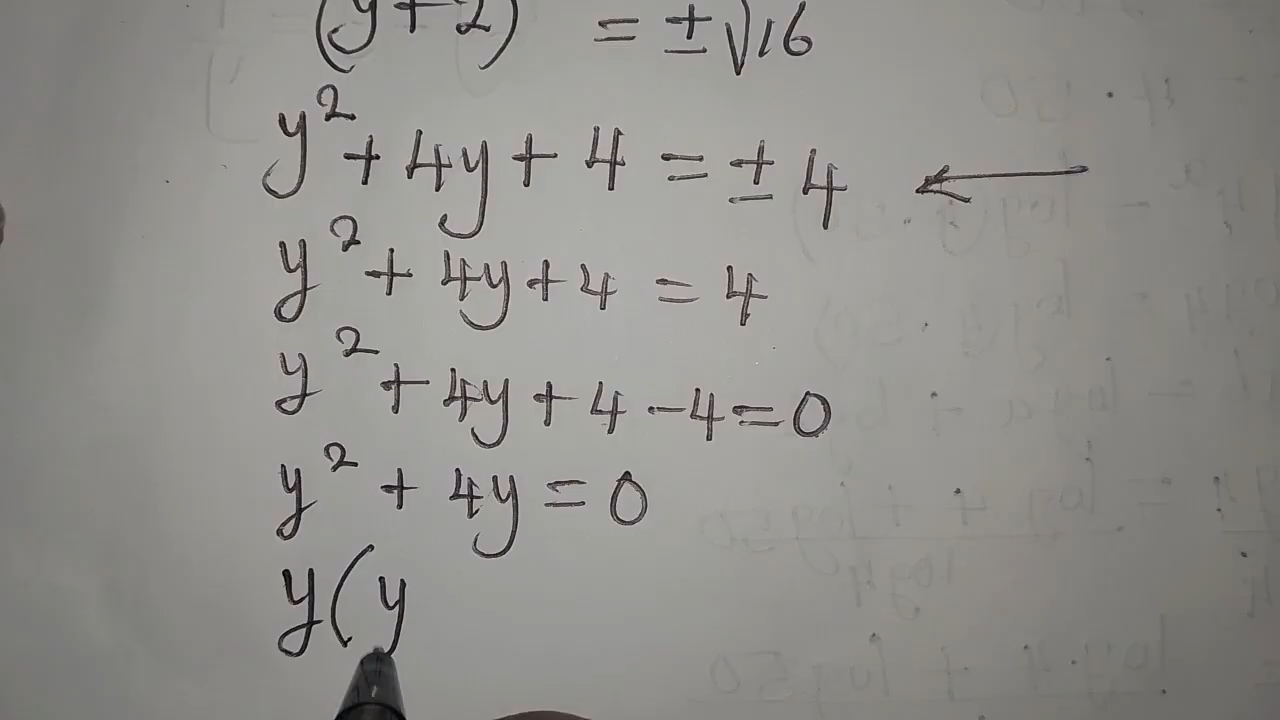 (y+2) = ±√16
y² + 4y + 4 = ± 4 ←
y² + 4y + 4 = 4
y² + 4y + 4 - 4 = 0
y² + 4y = 0
y(y